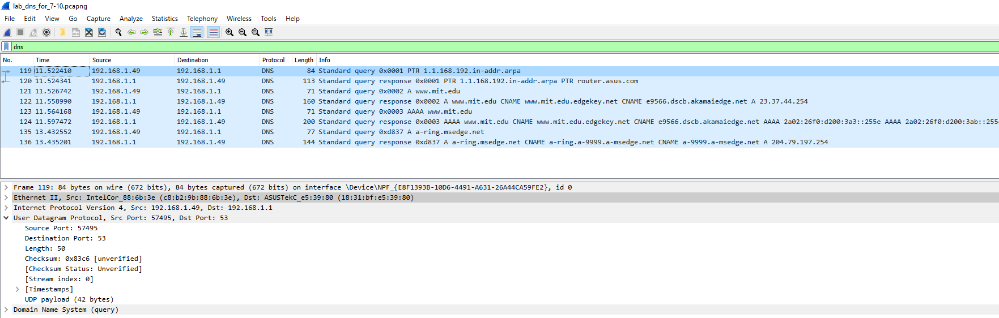 lab_dns_for_7-10.pcapng
File Edit View Go Capture Analyze Statistics Telephony Wireless Tools Help
dns
No. Time Source Destination Protocol Length Info
119 11.522410 192.168.1.49 192.168.1.1 DNS 84 Standard query 0x0001 PTR 1.1.168.192.in-addr.arpa
120 11.524341 192.168.1.1 192.168.1.49 DNS 113 Standard query response 0x0001 PTR 1.1.168.192.in-addr.arpa PTR router.asus.com
121 11.526742 192.168.1.49 192.168.1.1 DNS 71 Standard query 0x0002 A www.mit.edu
122 11.558990 192.168.1.1 192.168.1.49 DNS 160 Standard query response 0x0002 A www.mit.edu CNAME www.mit.edu.edgekey.net CNAME e9566.dscb.akamaiedge.net A 23.37.44.254
123 11.564168 192.168.1.49 192.168.1.1 DNS 71 Standard query 0x0003 AAAA www.mit.edu
124 11.597472 192.168.1.1 192.168.1.49 DNS 200 Standard query response 0x0003 AAAA www.mit.edu CNAME www.mit.edu.edgekey.net CNAME e9566.dscb.akamaiedge.net AAAA 2a02:26f0:d200:3a3::255e AAAA 2a02:26f0:d200:3ab::255
135 13.432552 192.168.1.49 192.168.1.1 DNS 77 Standard query 0xd837 A a-ring.msedge.net
136 13.435201 192.168.1.1 192.168.1.49 DNS 144 Standard query response 0xd837 A a-ring.msedge.net CNAME a-ring.a-9999.a-msedge.net CNAME a-9999.a-msedge.net A 204.79.197.254
Frame 119: 84 bytes on wire (672 bits), 84 bytes captured (672 bits) on interface \Device\NPF_{E8F1393B-10D6-4491-A631-26A44CA59FE2}, id 0
Ethernet II, Src: IntelCor_88:6b:3e (c8:b2:9b:88:6b:3e), Dst: ASUSTekC_e5:39:80 (18:31:bf:e5:39:80)
Internet Protocol Version 4, Src: 192.168.1.49, Dst: 192.168.1.1
User Datagram Protocol, Src Port: 57495, Dst Port: 53
Source Port: 57495
Destination Port: 53
Length: 50
Checksum: 0x83c6 [unverified]
[Checksum Status: Unverified]
[Stream index: 0]
[Timestamps]
UDP payload (42 bytes)
Domain Name System (query)